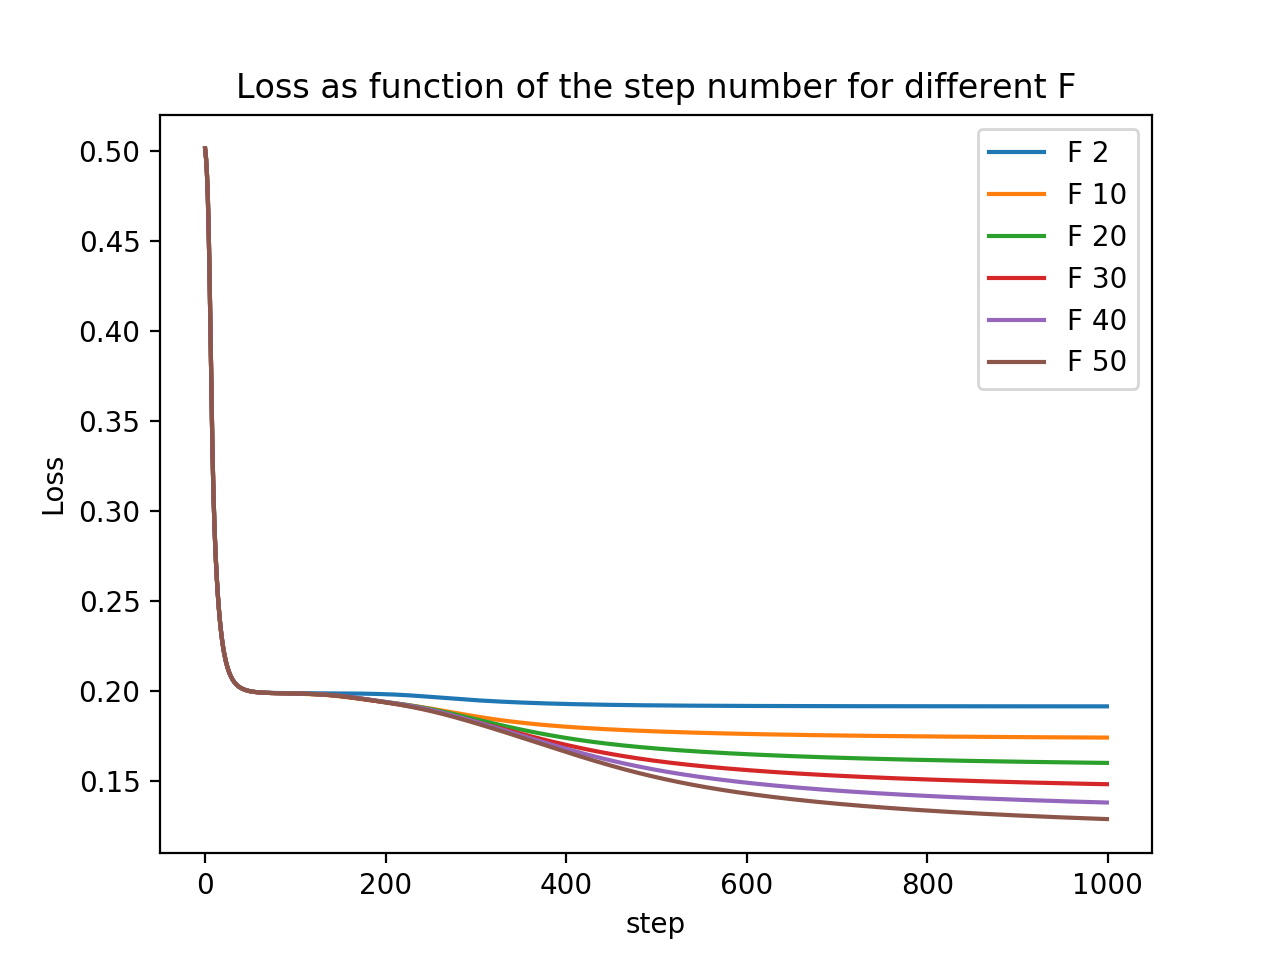 Loss as function of the step number for different F
0.50
0.45
0.40
0.35
0.30
0.25
0.20
0.15
Loss
F 2
F 10
F 20
F 30
F 40
F 50
0 200 400 600 800 1000
step